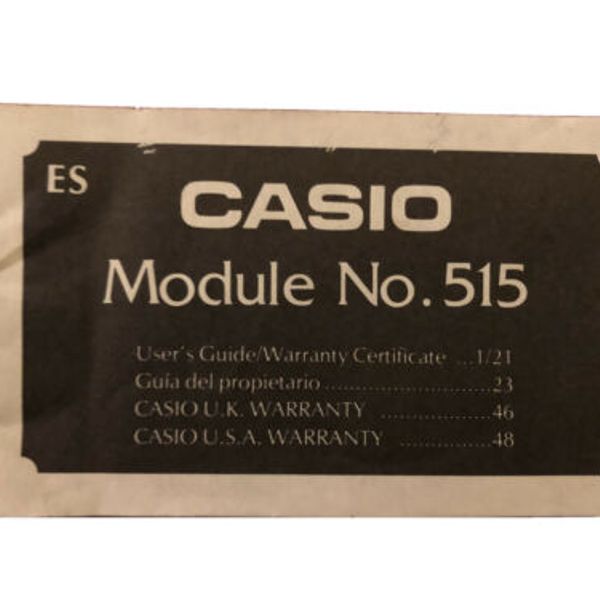 ES
CASIO
Module No. 515
User's Guide/Warranty Certificate ...1/21
Guía del propietario..........................23
CASIO U.K. WARRANTY ................46
CASIO U.S.A. WARRANTY ..............48